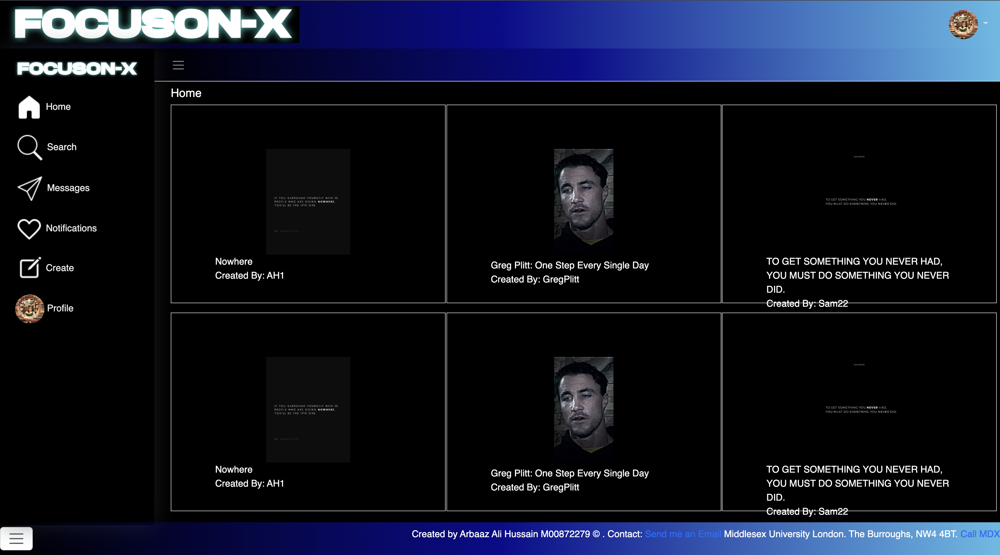 FOCUSON-X
FOCUSON-X
Home
Search
Messages
Notifications
Create
Profile
Home
IF YOU SURROUND YOURSELF WITH 10
PEOPLE WHO ARE GOING NOWHERE.
YOU'LL BE THE 11TH ONE.
Nowhere
Created By: AH1
Greg Plitt: One Step Every Single Day
Created By: GregPlitt
TO GET SOMETHING YOU NEVER HAD,
YOU MUST DO SOMETHING YOU NEVER DID.
TO GET SOMETHING YOU NEVER HAD,
YOU MUST DO SOMETHING YOU NEVER
DID.
Created By: Sam22
IF YOU SURROUND YOURSELF WITH 10
PEOPLE WHO ARE GOING NOWHERE.
YOU'LL BE THE 11TH ONE.
Nowhere
Created By: AH1
Greg Plitt: One Step Every Single Day
Created By: GregPlitt
TO GET SOMETHING YOU NEVER HAD,
YOU MUST DO SOMETHING YOU NEVER DID.
TO GET SOMETHING YOU NEVER HAD,
YOU MUST DO SOMETHING YOU NEVER
DID.
Created By: Sam22
Created by Arbaaz Ali Hussain M00872279 © . Contact: Send me an Email Middlesex University London. The Burroughs, NW4 4BT. Call MDX